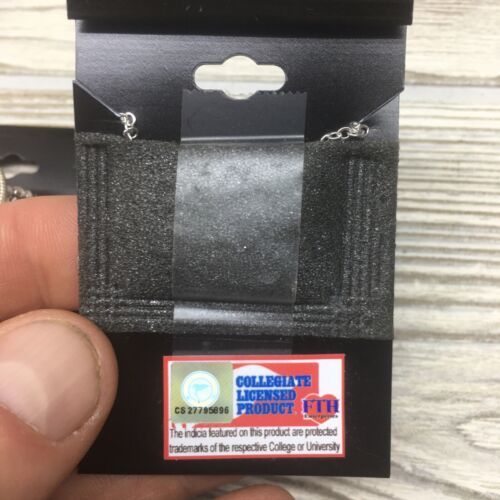 COLLEGIATE
LICENSED
PRODUCT
FTH
Enterprises
CS 27795696
The indicia featured on this product are protected
trademarks of the respective College or University